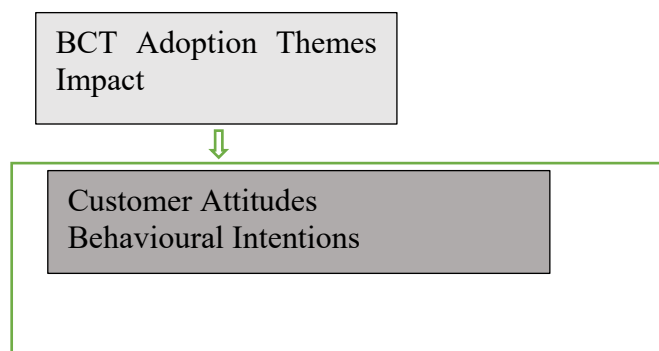 BCT Adoption Themes
Impact
Customer Attitudes
Behavioural Intentions